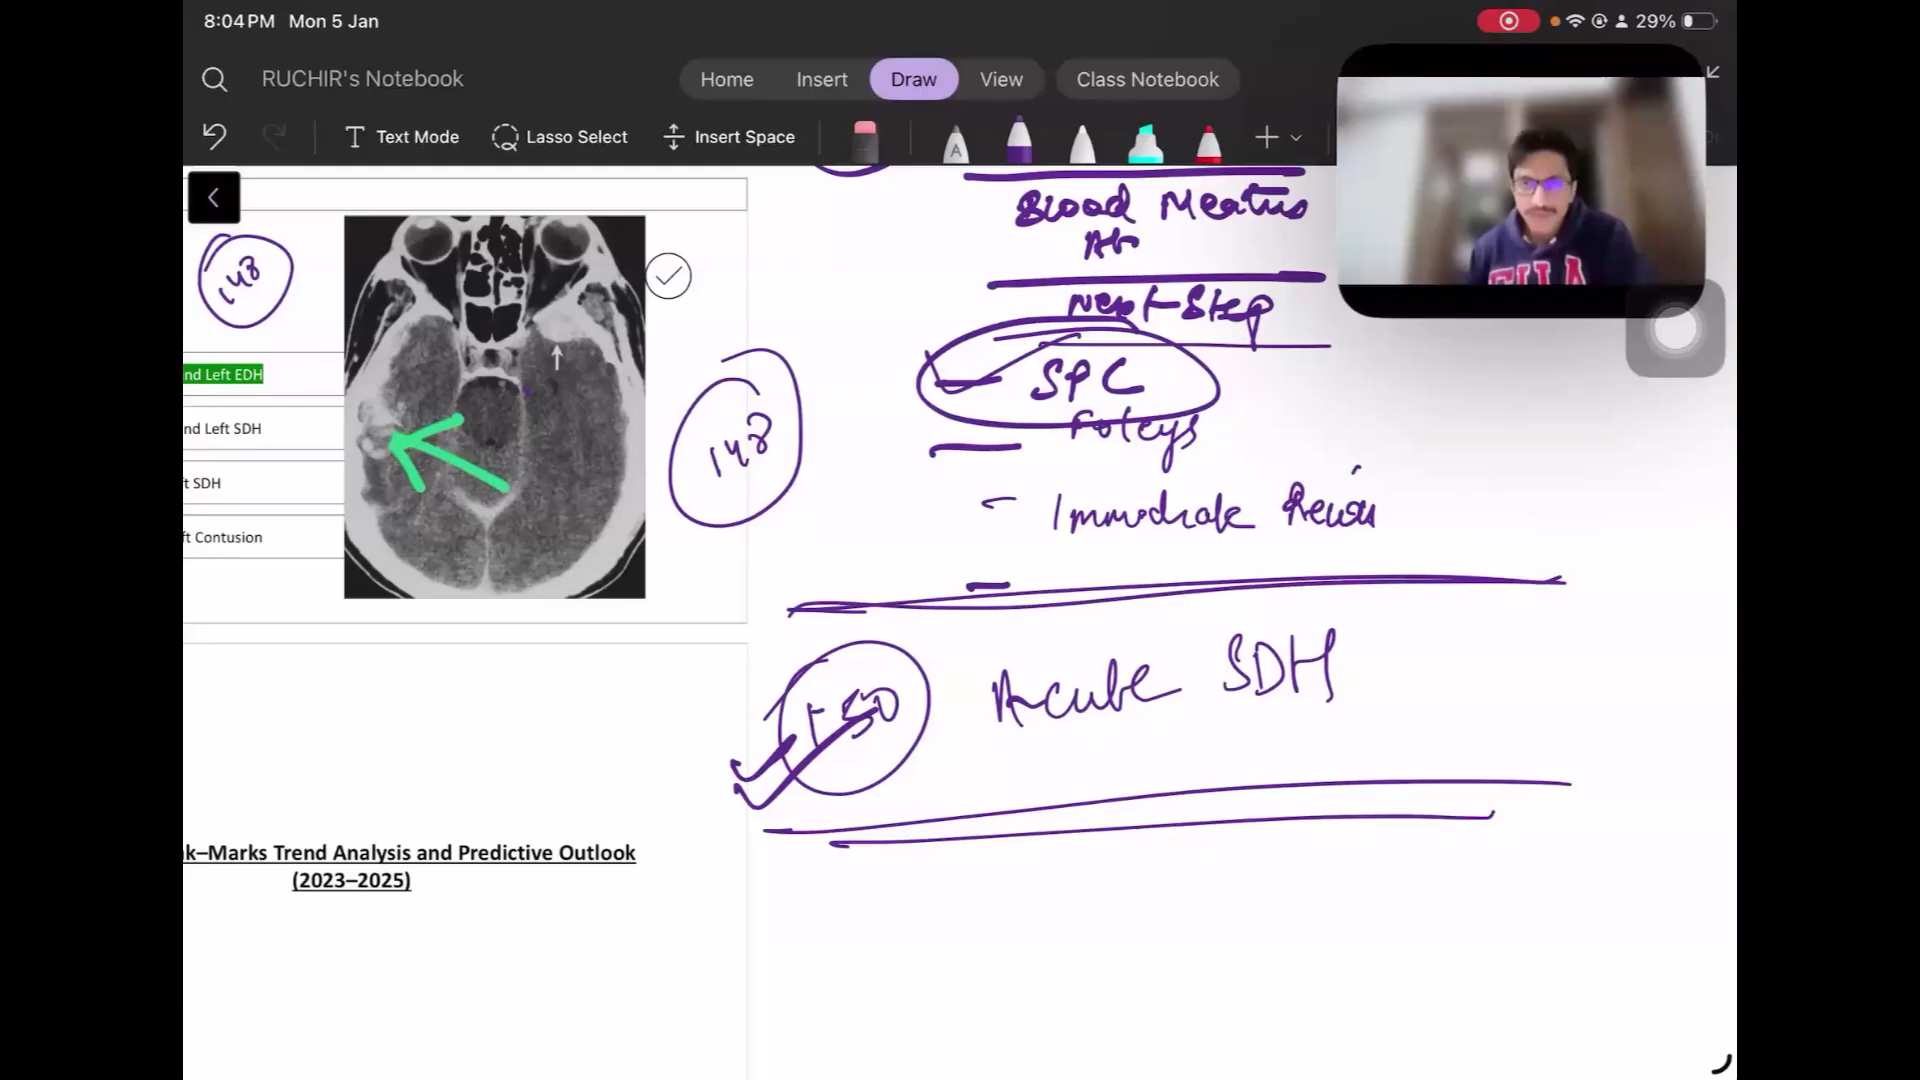 8:04 PM Mon 5 Jan
29%
RUCHIR's Notebook
Home Insert Draw View Class Notebook
Text Mode Lasso Select Insert Space
A
148
nd Left EDH
nd Left SDH
t SDH
ft Contusion
148
Blood Meatus
Next Step
SPC
Foleys
Immediate
150 Acute SDH
k–Marks Trend Analysis and Predictive Outlook
(2023–2025)